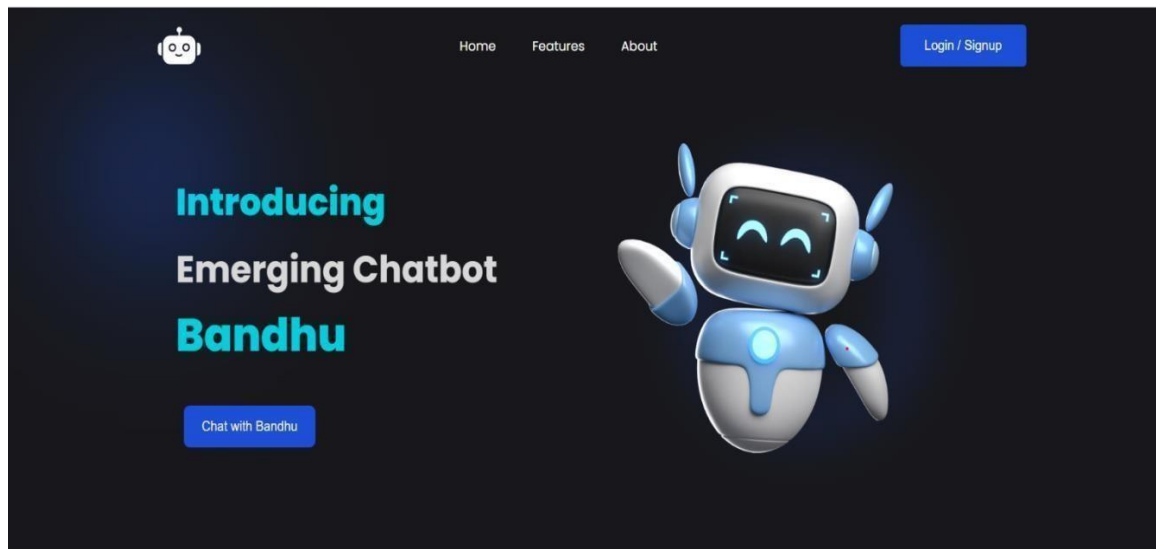 Home Features About Login / Signup
Introducing
Emerging Chatbot
Bandhu
Chat with Bandhu